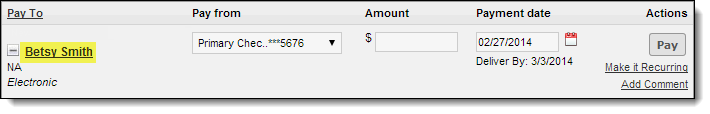 Pay To Pay from Amount Payment date Actions
Betsy Smith Primary Chec..***5676 $ 02/27/2014 Pay
NA Deliver By: 3/3/2014 Make it Recurring
Electronic Add Comment